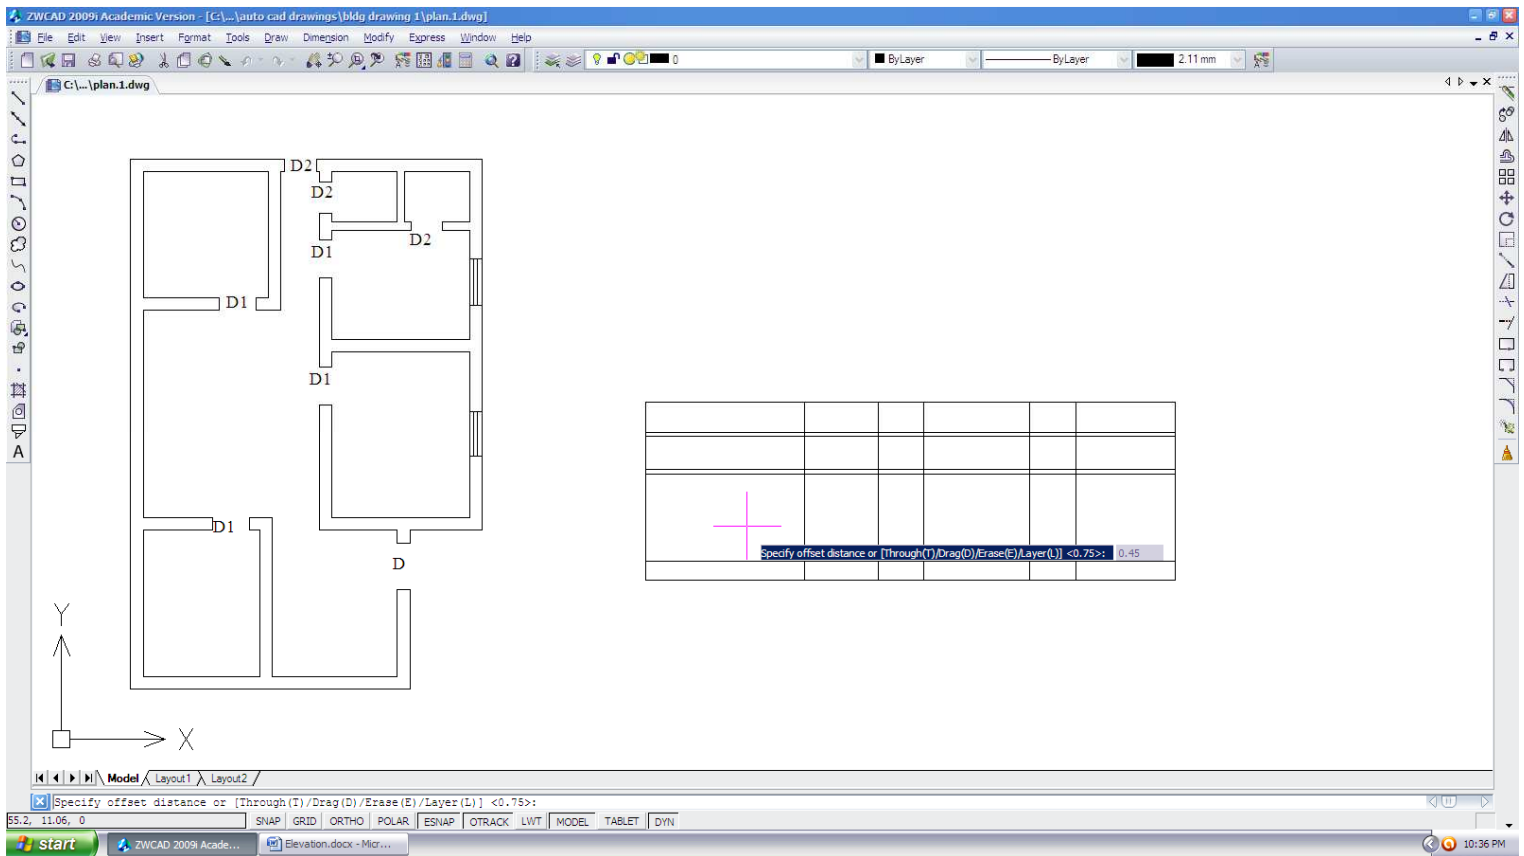 ZWCAD 2009i Academic Version - [C:\...\auto cad drawings\bldg drawing 1\plan.1.dwg]
File Edit View Insert Format Tools Draw Dimension Modify Express Window Help
0 ByLayer ByLayer 2.11 mm
C:\...\plan.1.dwg
D2
D2
D2
D1
D1
D1
D1
D
Specify offset distance or [Through(T)/Drag(D)/Erase(E)/Layer(L)] <0.75>: 0.45
Y
X
A
Model Layout1 Layout2
Specify offset distance or [Through(T)/Drag(D)/Erase(E)/Layer(L)] <0.75>:
55.2, 11.06, 0 SNAP GRID ORTHO POLAR ESNAP OTRACK LWT MODEL TABLET DYN
start ZWCAD 2009i Acade... Elevation.docx - Micr... 10:36 PM